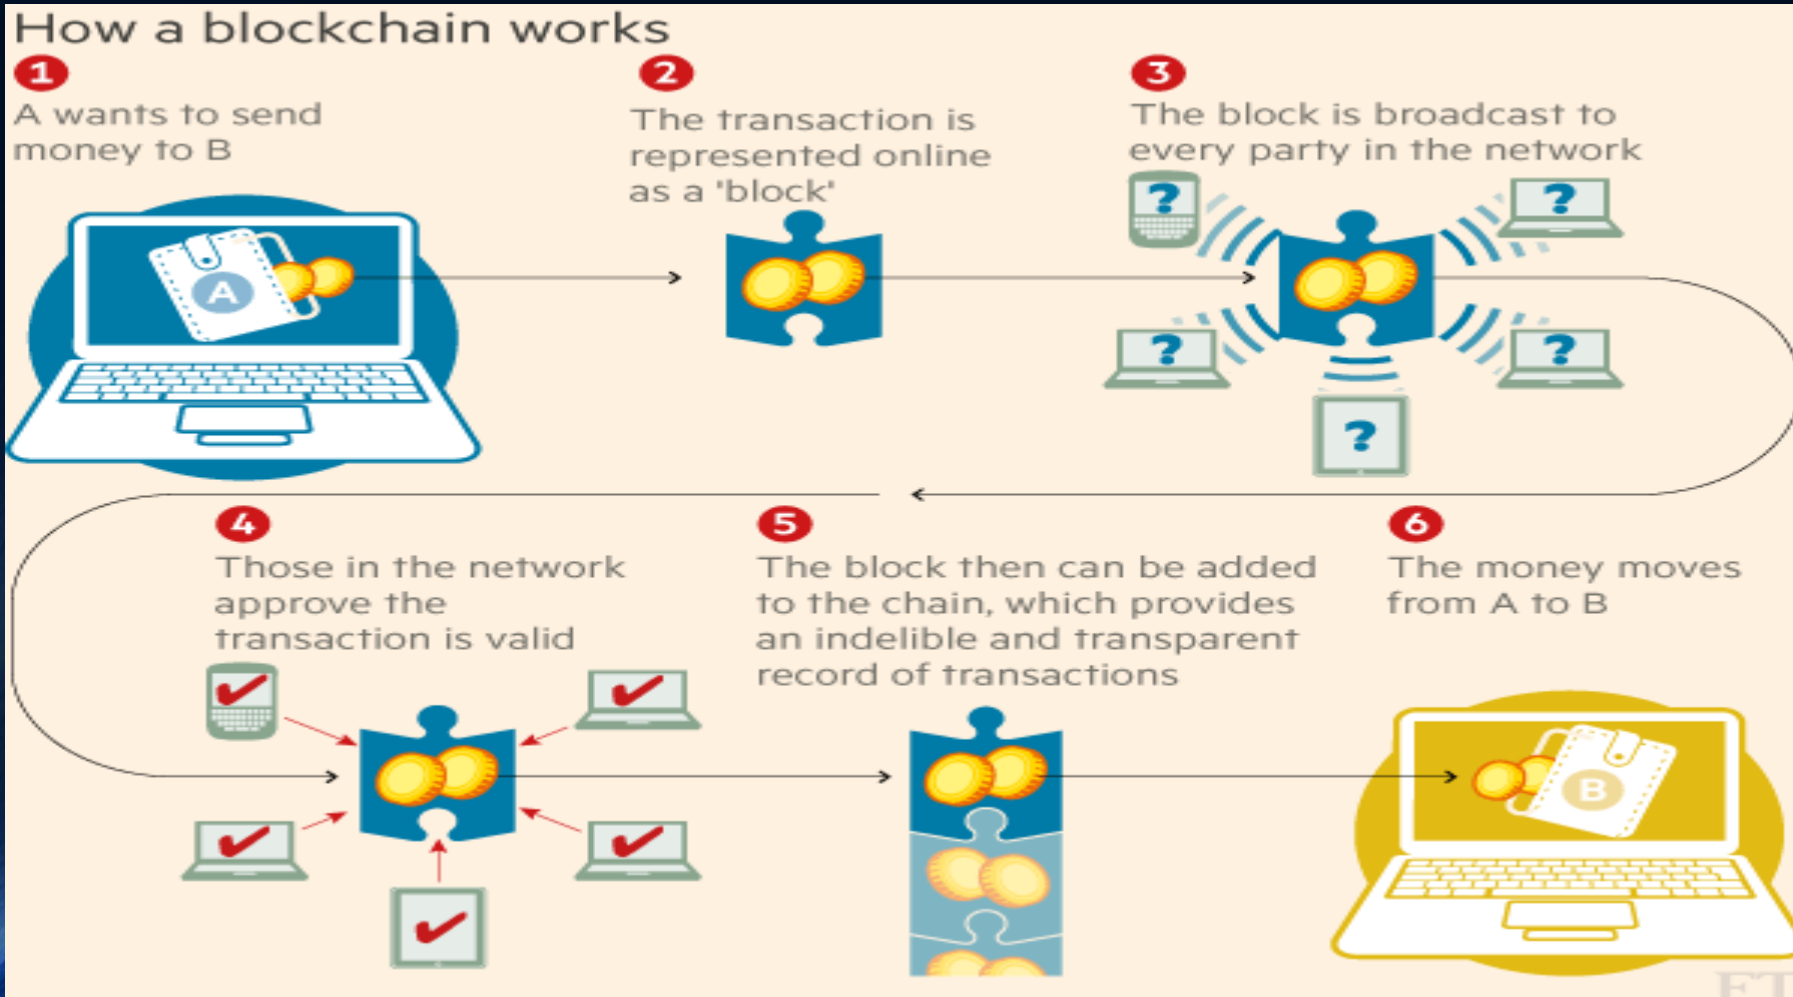 How a blockchain works
1
A wants to send
money to B
2
The transaction is
represented online
as a 'block'
3
The block is broadcast to
every party in the network
?
?
?
?
?
A
4
Those in the network
approve the
transaction is valid
5
The block then can be added
to the chain, which provides
an indelible and transparent
record of transactions
6
The money moves
from A to B
B
FT